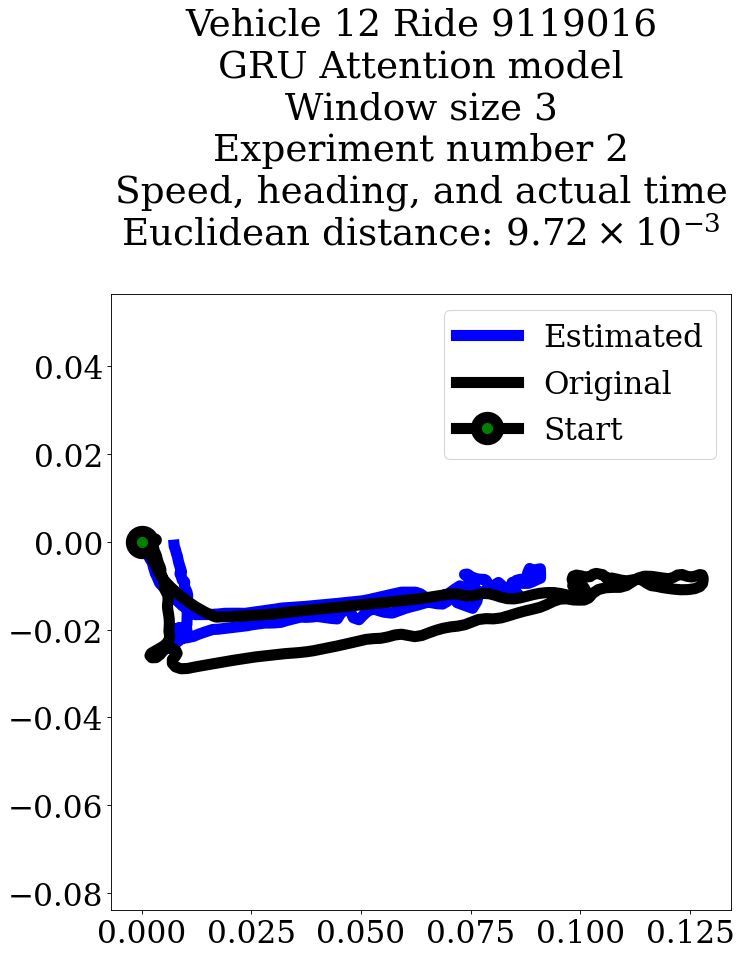 Vehicle 12 Ride 9119016
GRU Attention model
Window size 3
Experiment number 2
Speed, heading, and actual time
Euclidean distance: 9.72 × 10⁻³
Estimated
Original
Start
0.04
0.02
0.00
−0.02
−0.04
−0.06
−0.08
0.000 0.025 0.050 0.075 0.100 0.125